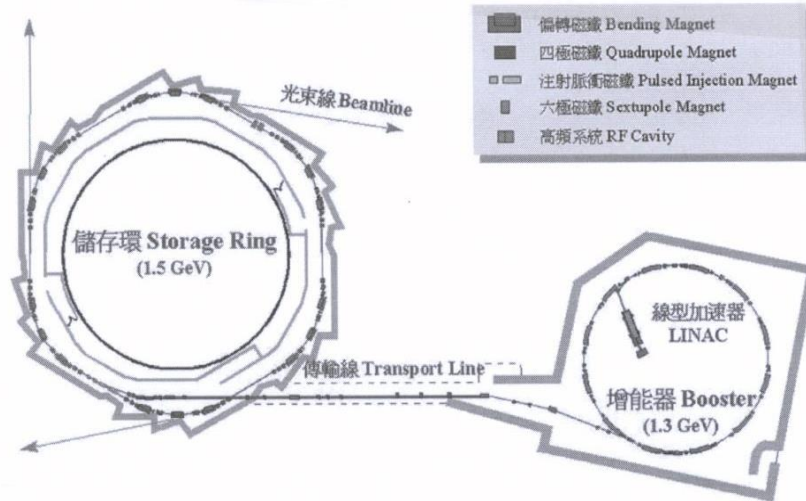 偏轉磁鐵 Bending Magnet
四極磁鐵 Quadrupole Magnet
注射脈衝磁鐵 Pulsed Injection Magnet
六極磁鐵 Sextupole Magnet
高頻系統 RF Cavity
光束線 Beamline
儲存環 Storage Ring
(1.5 GeV)
傳輸線 Transport Line
線型加速器
LINAC
增能器 Booster
(1.3 GeV)